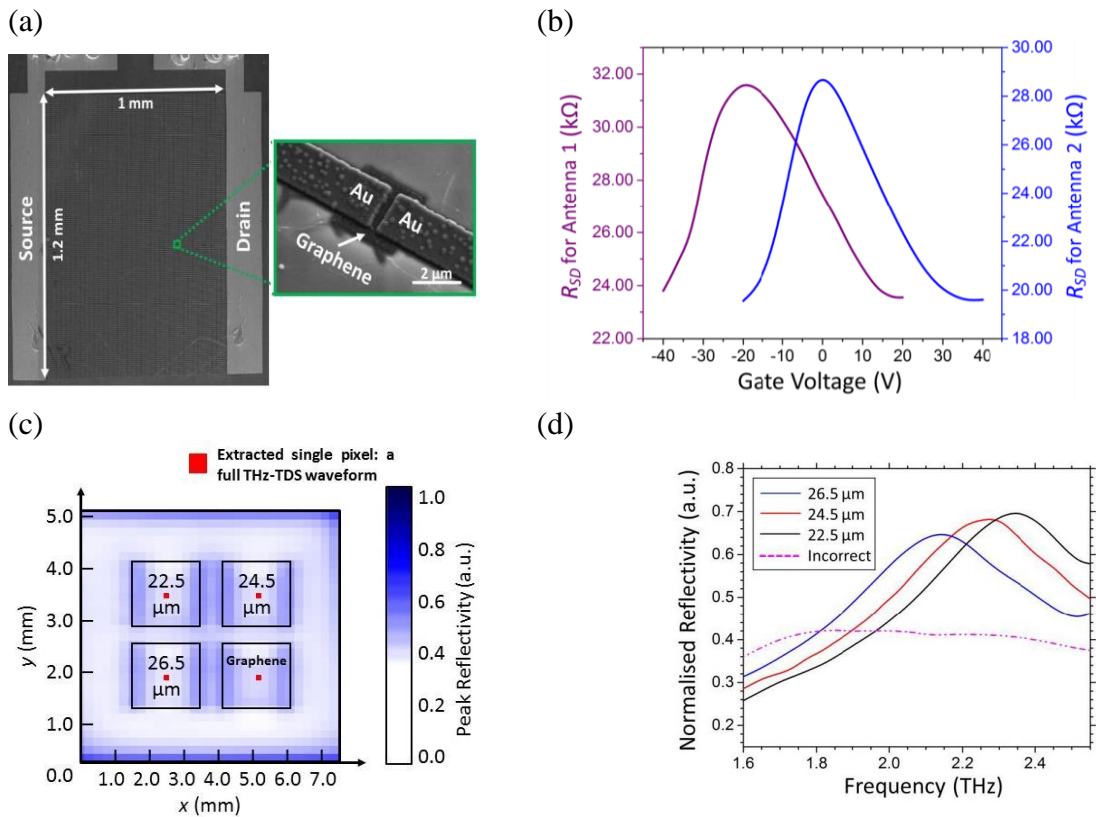 (a)
1 mm
1.2 mm
Source
Drain
Au
Au
Graphene
2 μm
(b)
R_SD for Antenna 1 (kΩ)
32.00
30.00
28.00
26.00
24.00
22.00
30.00
28.00
26.00
24.00
22.00
20.00
18.00
R_SD for Antenna 2 (kΩ)
-40 -30 -20 -10 0 10 20 30 40
Gate Voltage (V)
(c)
Extracted single pixel: a
full THz-TDS waveform
5.0
4.0
3.0
2.0
1.0
0.0
y (mm)
22.5
μm
24.5
μm
26.5
μm
Graphene
1.0 2.0 3.0 4.0 5.0 6.0 7.0
x (mm)
1.0
0.8
0.6
0.4
0.2
0.0
Peak Reflectivity (a.u.)
(d)
Normalised Reflectivity (a.u.)
0.8
0.7
0.6
0.5
0.4
0.3
0.2
26.5 μm
24.5 μm
22.5 μm
Incorrect
1.6 1.8 2.0 2.2 2.4
Frequency (THz)